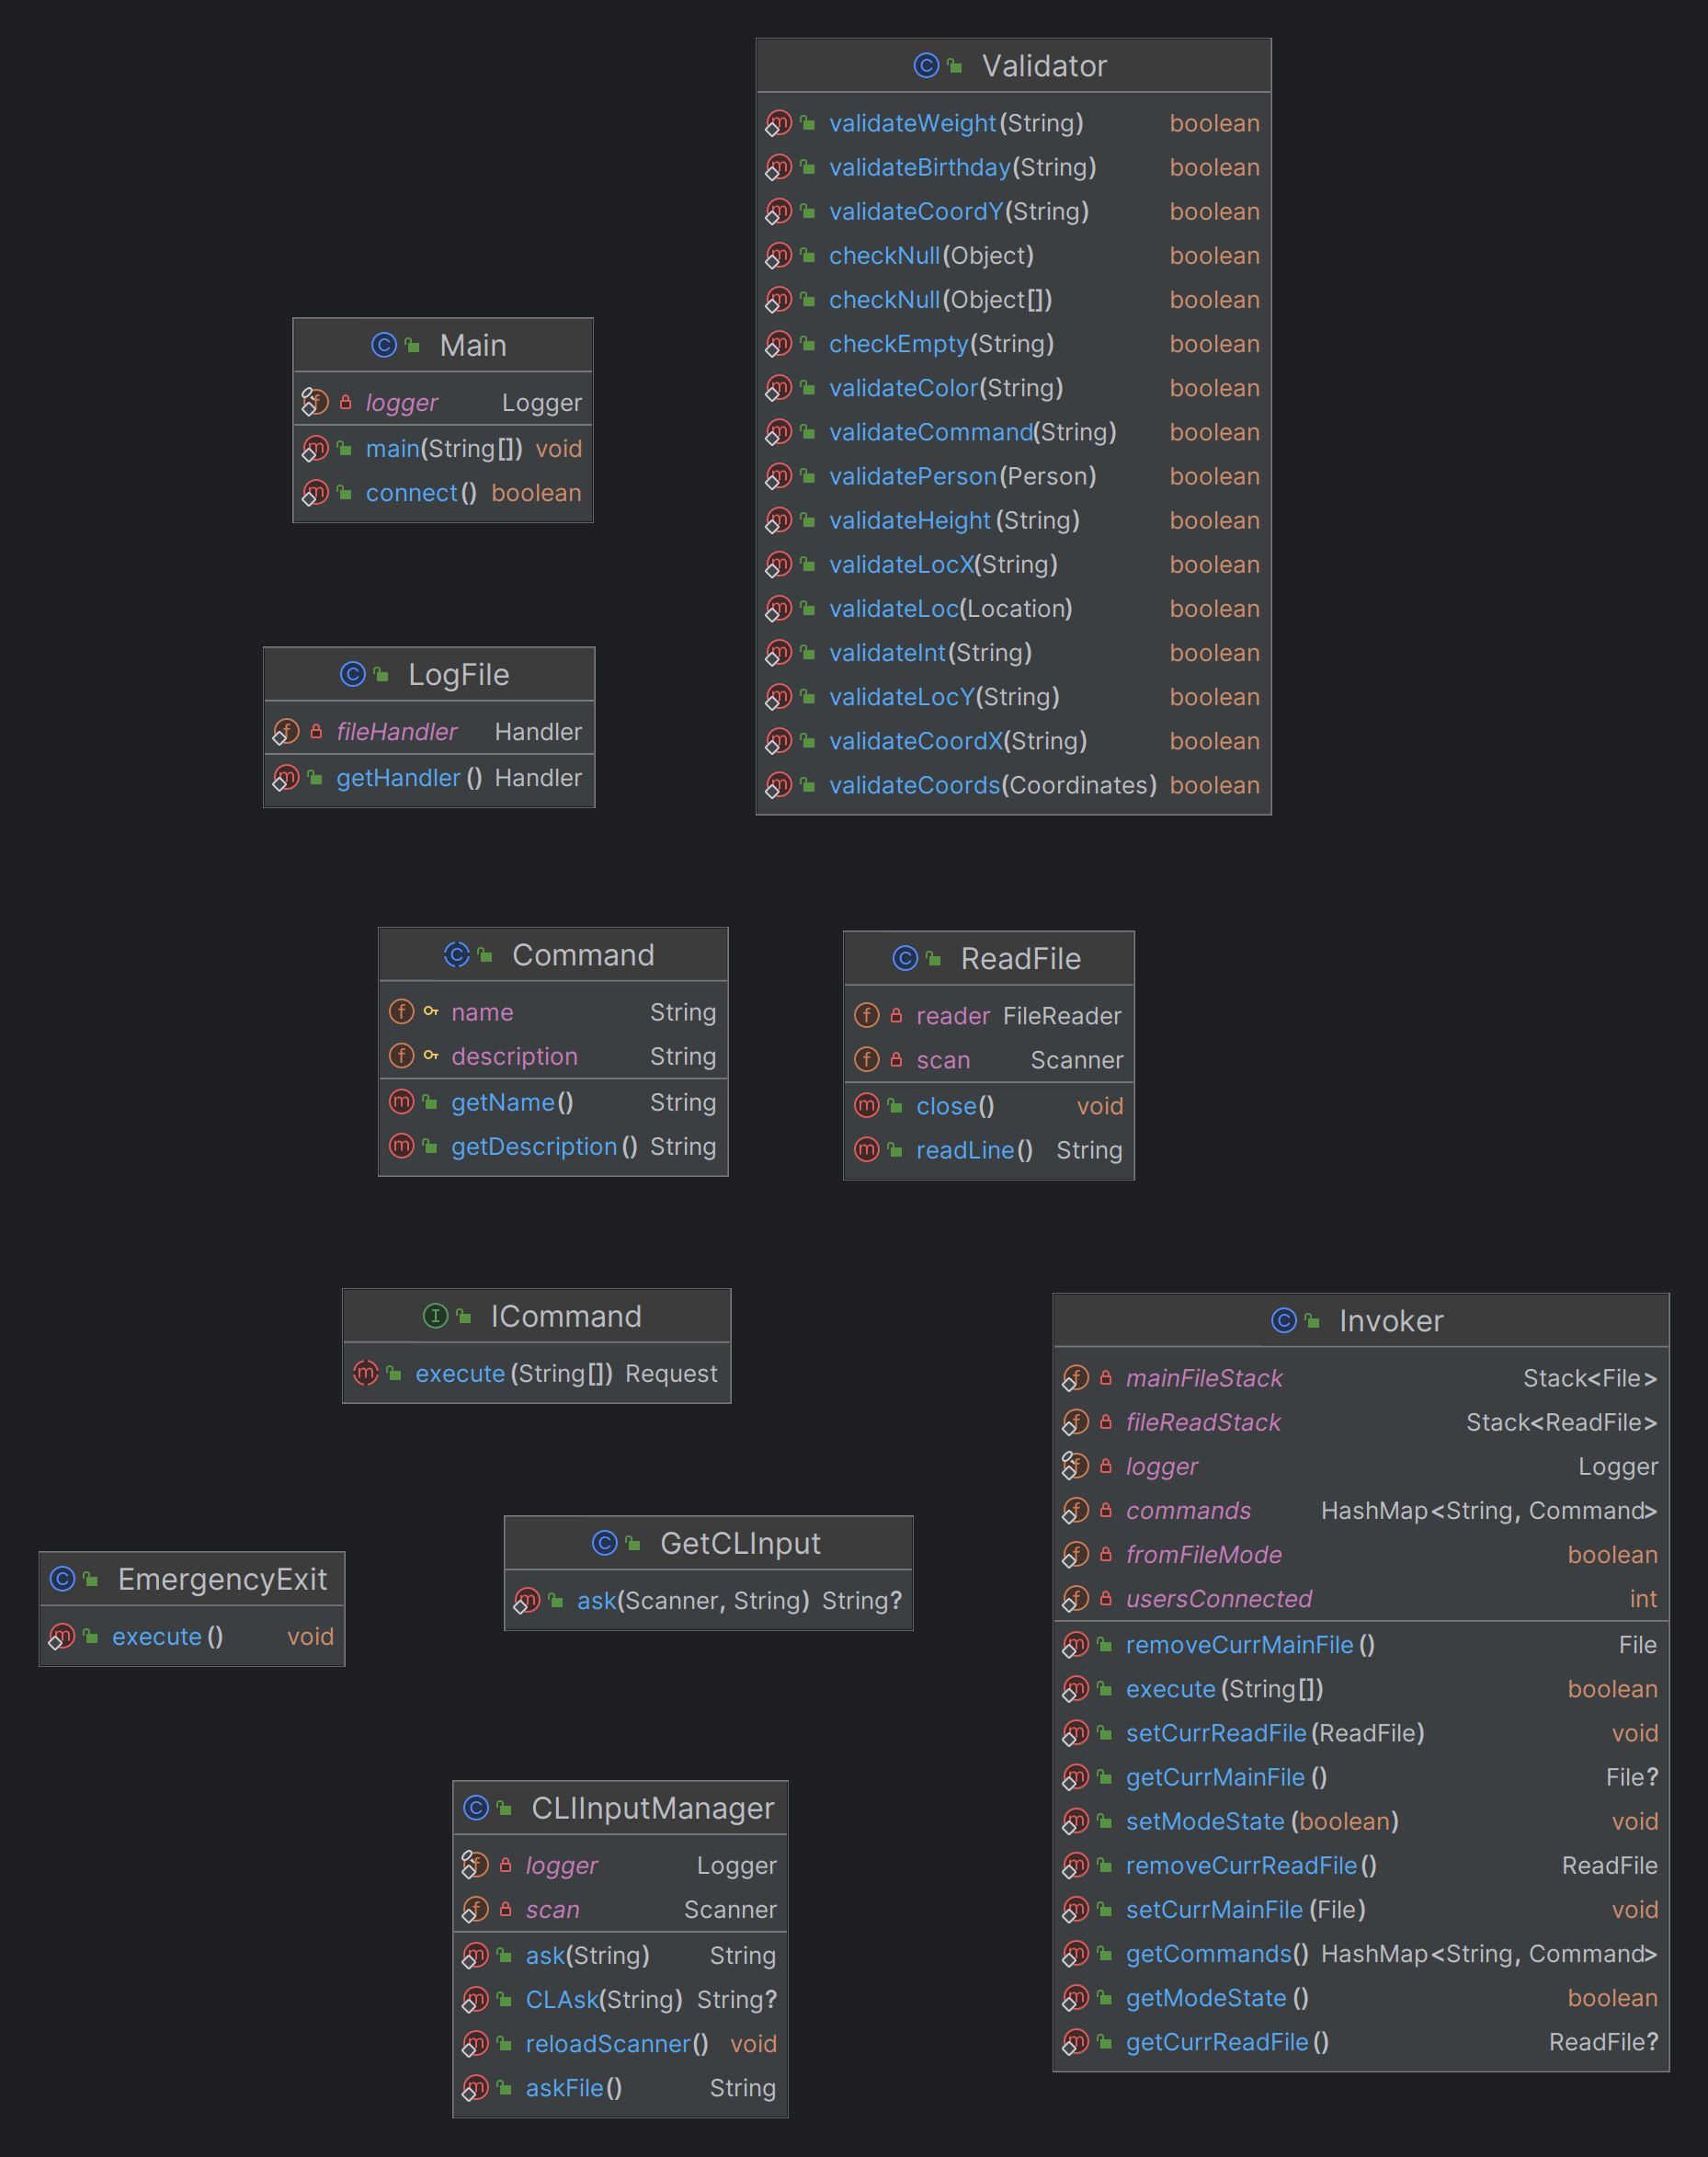 Validator
validateWeight(String) boolean
validateBirthday(String) boolean
validateCoordY(String) boolean
checkNull(Object) boolean
checkNull(Object[]) boolean
checkEmpty(String) boolean
validateColor(String) boolean
validateCommand(String) boolean
validatePerson(Person) boolean
validateHeight(String) boolean
validateLocX(String) boolean
validateLoc(Location) boolean
validateInt(String) boolean
validateLocY(String) boolean
validateCoordX(String) boolean
validateCoords(Coordinates) boolean
Main
logger Logger
main(String[]) void
connect() boolean
LogFile
fileHandler Handler
getHandler() Handler
Command
name String
description String
getName() String
getDescription() String
ReadFile
reader FileReader
scan Scanner
close() void
readLine() String
ICommand
execute(String[]) Request
Invoker
mainFileStack Stack<File>
fileReadStack Stack<ReadFile>
logger Logger
commands HashMap<String, Command>
fromFileMode boolean
usersConnected int
removeCurrMainFile() File
execute(String[]) boolean
setCurrReadFile(ReadFile) void
getCurrMainFile() File?
setModeState(boolean) void
removeCurrReadFile() ReadFile
setCurrMainFile(File) void
getCommands() HashMap<String, Command>
getModeState() boolean
getCurrReadFile() ReadFile?
GetCLInput
ask(Scanner, String) String?
EmergencyExit
execute() void
CLIInputManager
logger Logger
scan Scanner
ask(String) String
CLAsk(String) String?
reloadScanner() void
askFile() String